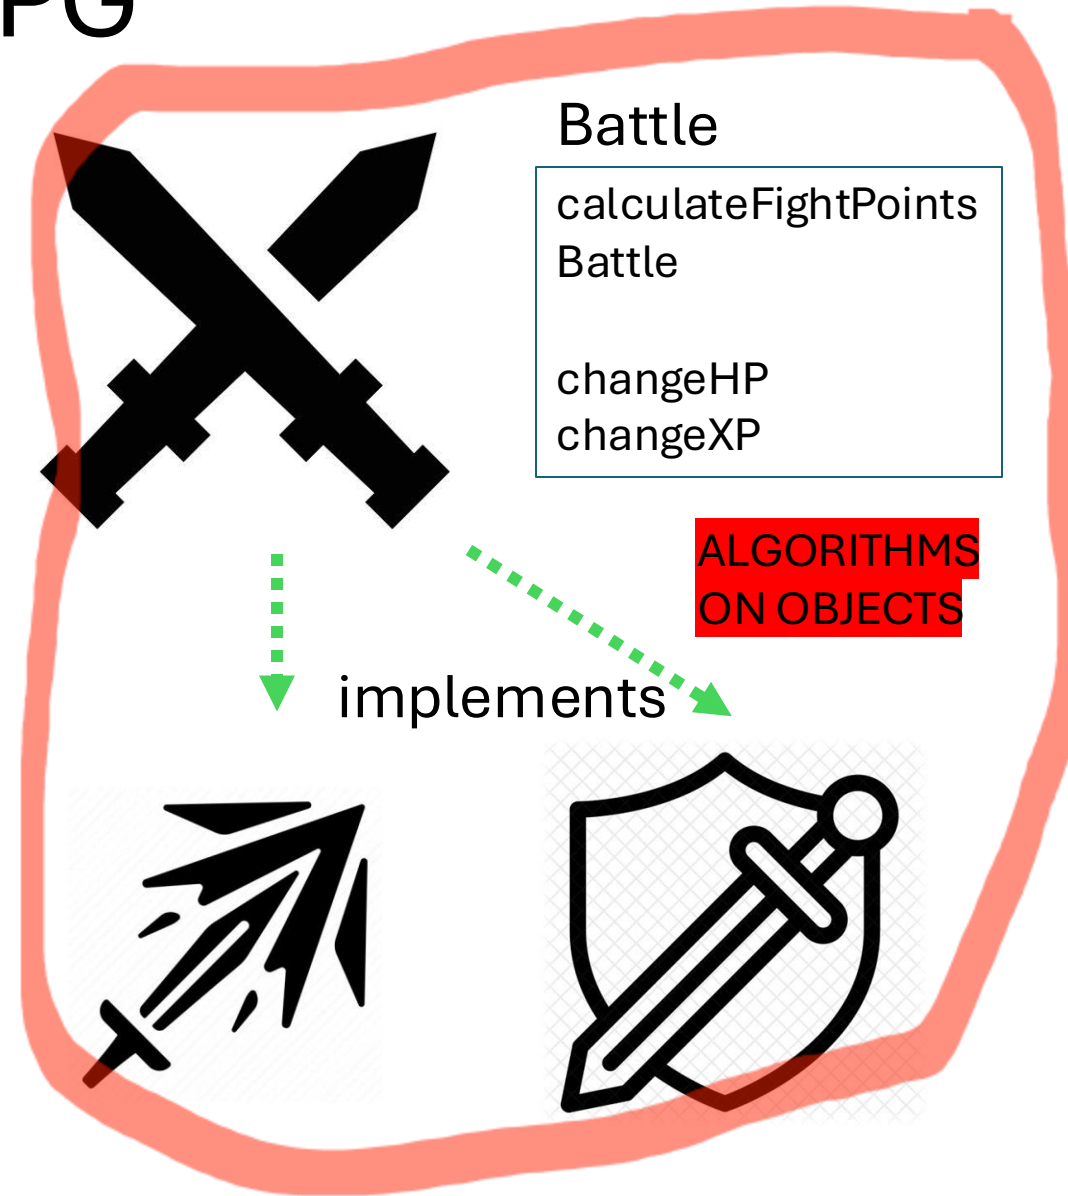 PG
Battle
calculateFightPoints
Battle
changeHP
changeXP
ALGORITHMS
ON OBJECTS
implements